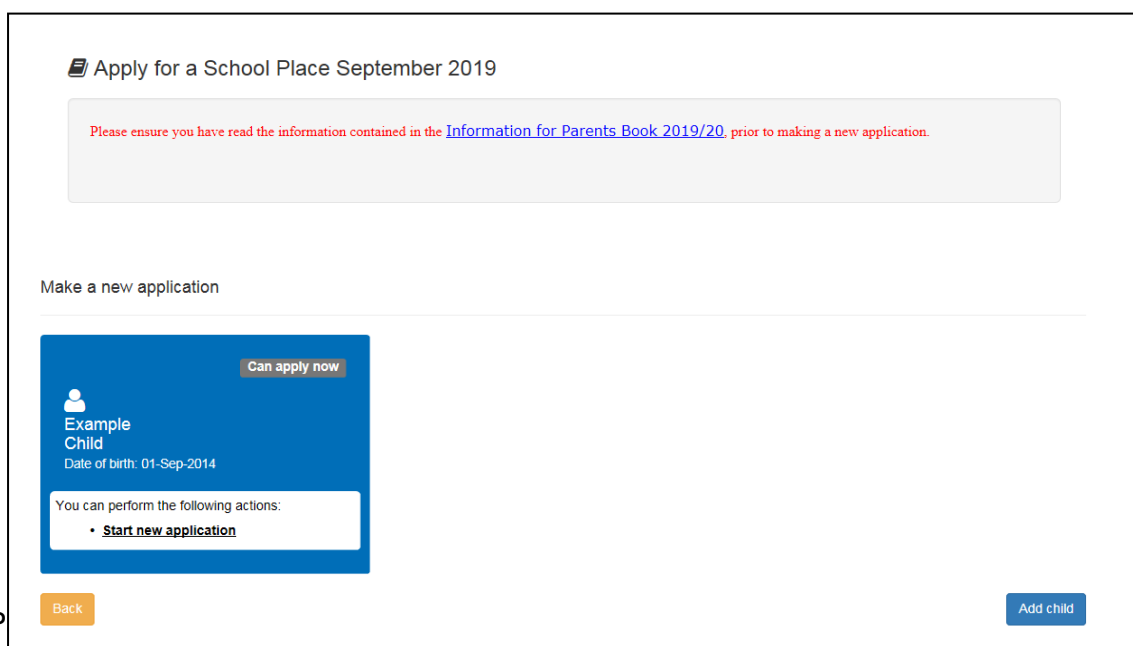 Apply for a School Place September 2019
Please ensure you have read the information contained in the Information for Parents Book 2019/20, prior to making a new application.
Make a new application
Can apply now
Example
Child
Date of birth: 01-Sep-2014
You can perform the following actions:
• Start new application
Back
Add child